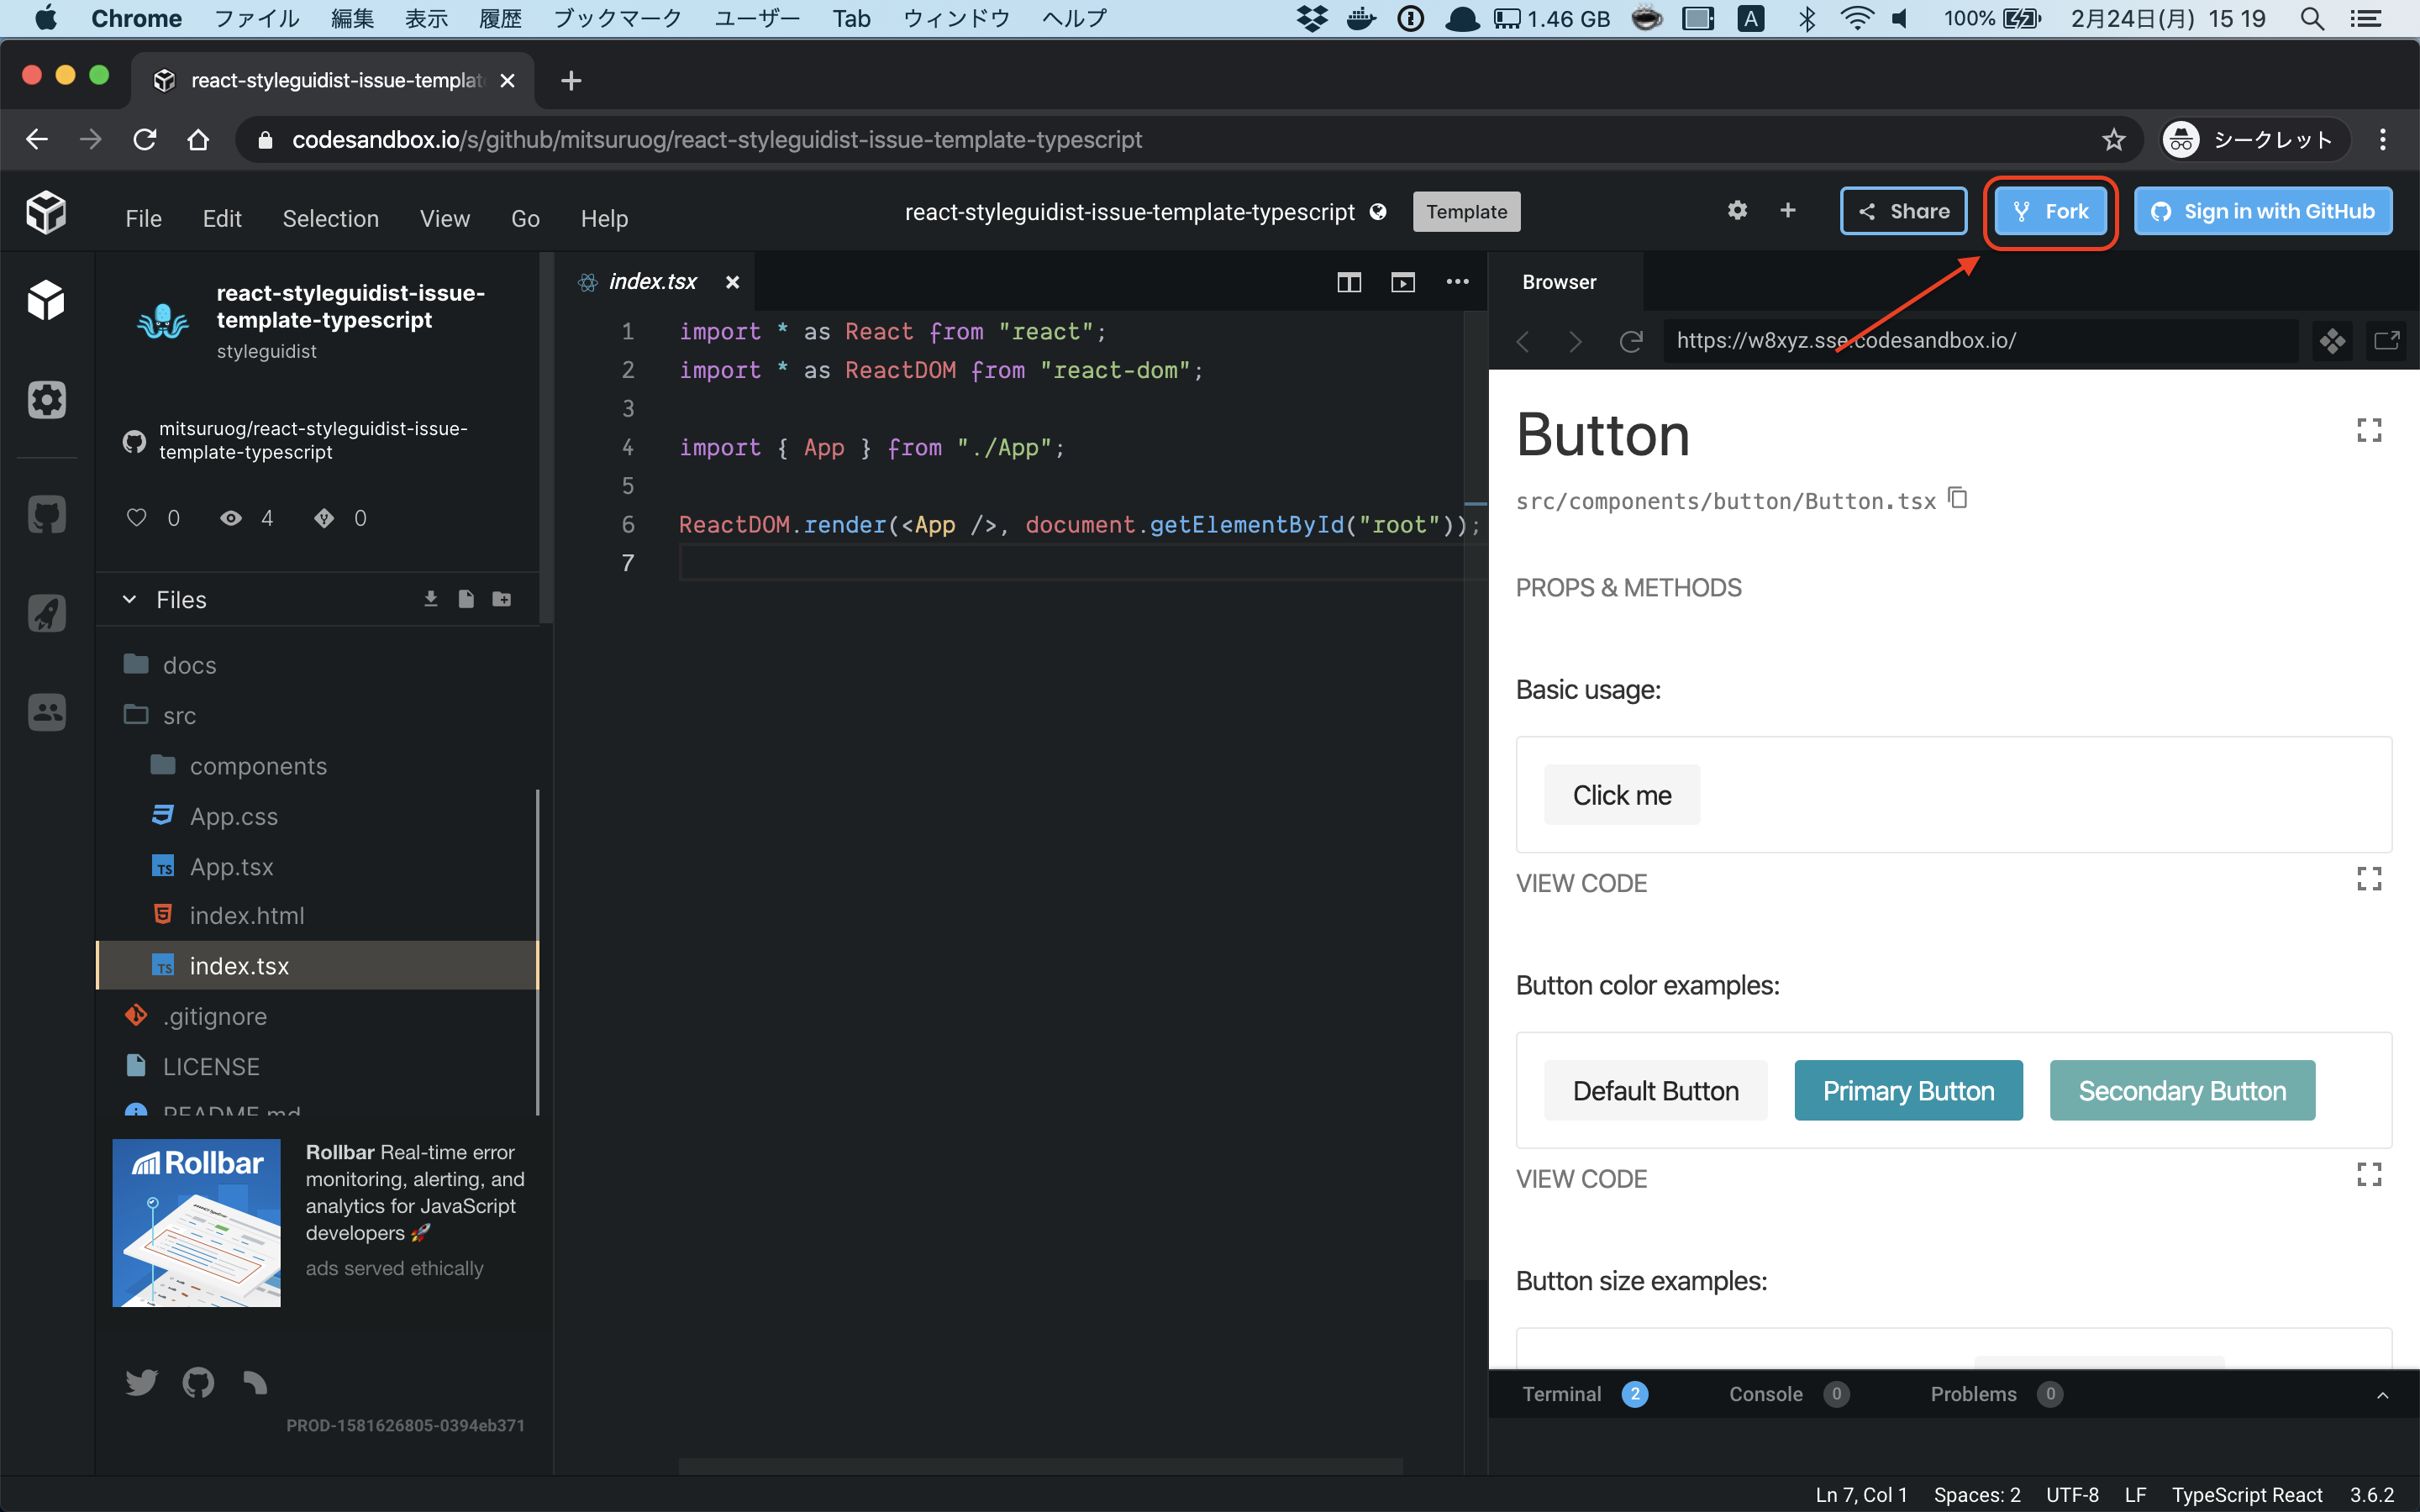 Chrome ファイル 編集 表示 履歴 ブックマーク ユーザー Tab ウィンドウ ヘルプ 1.46 GB A 100% 2月24日(月) 15 19
react-styleguidist-issue-templat
codesandbox.io/s/github/mitsuruog/react-styleguidist-issue-template-typescript シークレット
File Edit Selection View Go Help react-styleguidist-issue-template-typescript Template Share Fork Sign in with GitHub
react-styleguidist-issue-
template-typescript
styleguidist
mitsuruog/react-styleguidist-issue-
template-typescript
0 4 0
Files
docs
src
components
App.css
TS App.tsx
index.html
TS index.tsx
.gitignore
LICENSE
README.md
Rollbar
Rollbar Real-time error
monitoring, alerting, and
analytics for JavaScript
developers 🚀
ads served ethically
PROD-1581626805-0394eb371
index.tsx
1 import * as React from "react";
2 import * as ReactDOM from "react-dom";
3
4 import { App } from "./App";
5
6 ReactDOM.render(<App />, document.getElementById("root"));
7
Browser
https://w8xyz.sse.codesandbox.io/
Button
src/components/button/Button.tsx
PROPS & METHODS
Basic usage:
Click me
VIEW CODE
Button color examples:
Default Button Primary Button Secondary Button
VIEW CODE
Button size examples:
Terminal 2 Console 0 Problems 0
Ln 7, Col 1 Spaces: 2 UTF-8 LF TypeScript React 3.6.2